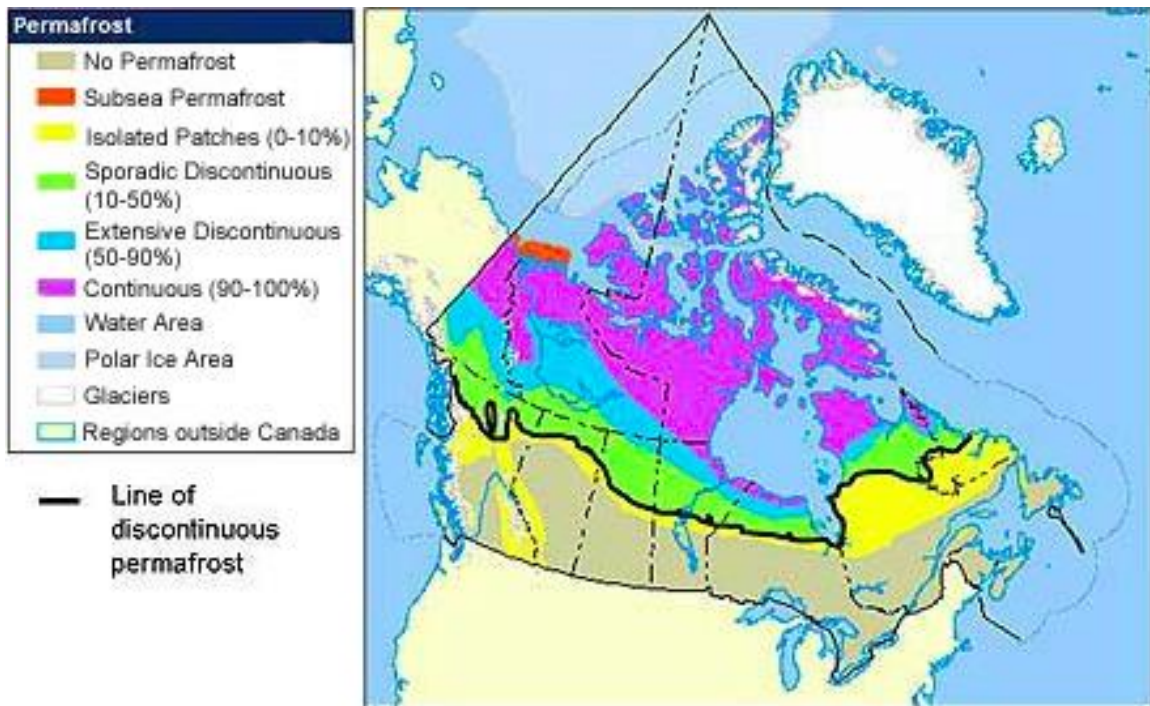 Permafrost
No Permafrost
Subsea Permafrost
Isolated Patches (0-10%)
Sporadic Discontinuous
(10-50%)
Extensive Discontinuous
(50-90%)
Continuous (90-100%)
Water Area
Polar Ice Area
Glaciers
Regions outside Canada
Line of
discontinuous
permafrost